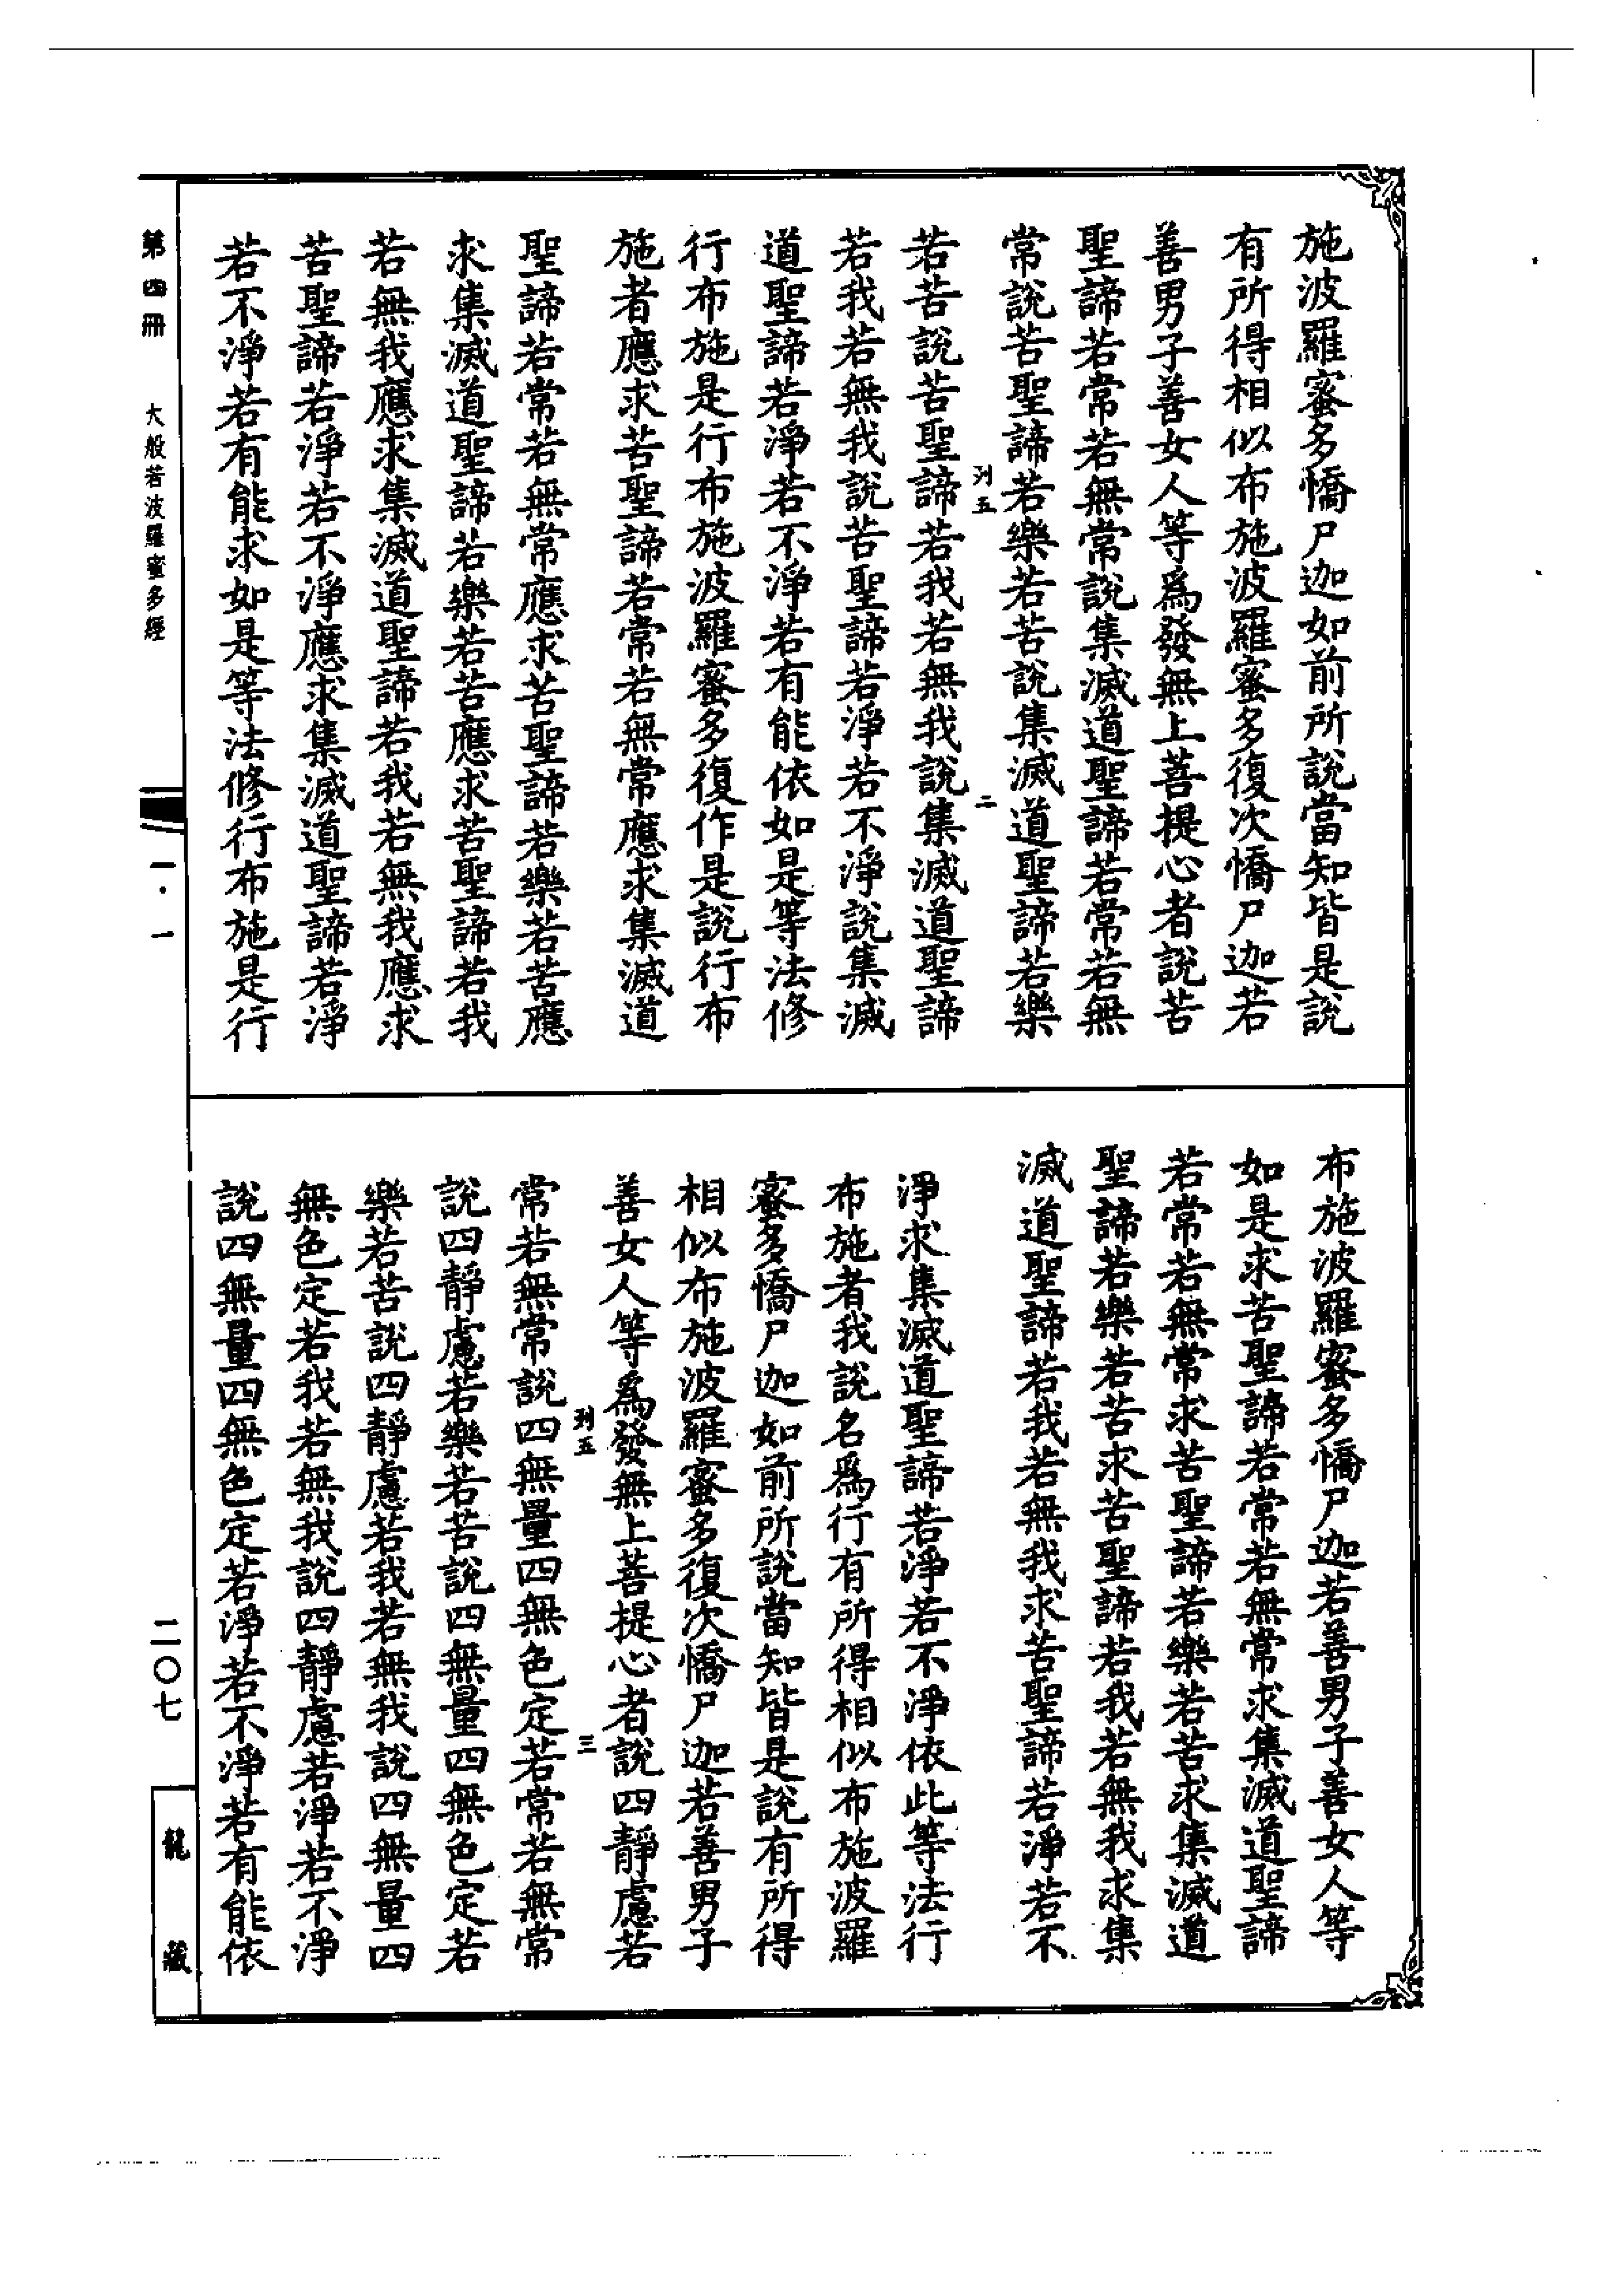 施波羅蜜多憍尸迦如前所說當知皆是說
有所得相似布施波羅蜜多復次憍尸迦若
善男子善女人等爲發無上菩提心者說苦
聖諦若常若無常說集滅道聖諦若常若無
常說苦聖諦若樂若苦說集滅道聖諦若樂
列五 二
若苦說苦聖諦若我若無我說集滅道聖諦
若我若無我說苦聖諦若淨若不淨說集滅
道聖諦若淨若不淨若有能依如是等法修
行布施是行布施波羅蜜多復作是說行布
施者應求苦聖諦若常若無常應求集滅道
聖諦若常若無常應求苦聖諦若樂若苦應
求集滅道聖諦若樂若苦應求苦聖諦若我
若無我應求集滅道聖諦若我若無我應求
苦聖諦若淨若不淨應求集滅道聖諦若淨
若不淨若有能求如是等法修行布施是行
布施波羅蜜多憍尸迦若善男子善女人等
如是求苦聖諦若常若無常求集滅道聖諦
若常若無常求苦聖諦若樂若苦求集滅道
聖諦若樂若苦求苦聖諦若我若無我求集
滅道聖諦若我若無我求苦聖諦若淨若不
淨求集滅道聖諦若淨若不淨依此等法行
布施者我說名爲行有所得相似布施波羅
蜜多憍尸迦如前所說當知皆是說有所得
相似布施波羅蜜多復次憍尸迦若善男子
善女人等爲發無上菩提心者說四靜慮若
列五 三
常若無常說四無量四無色定若常若無常
說四靜慮若樂若苦說四無量四無色定若
樂若苦說四靜慮若我若無我說四無量四
無色定若我若無我說四靜慮若淨若不淨
說四無量四無色定若淨若不淨若有能依
第四冊 大般若波羅蜜多經 一·一 二〇七 龍藏